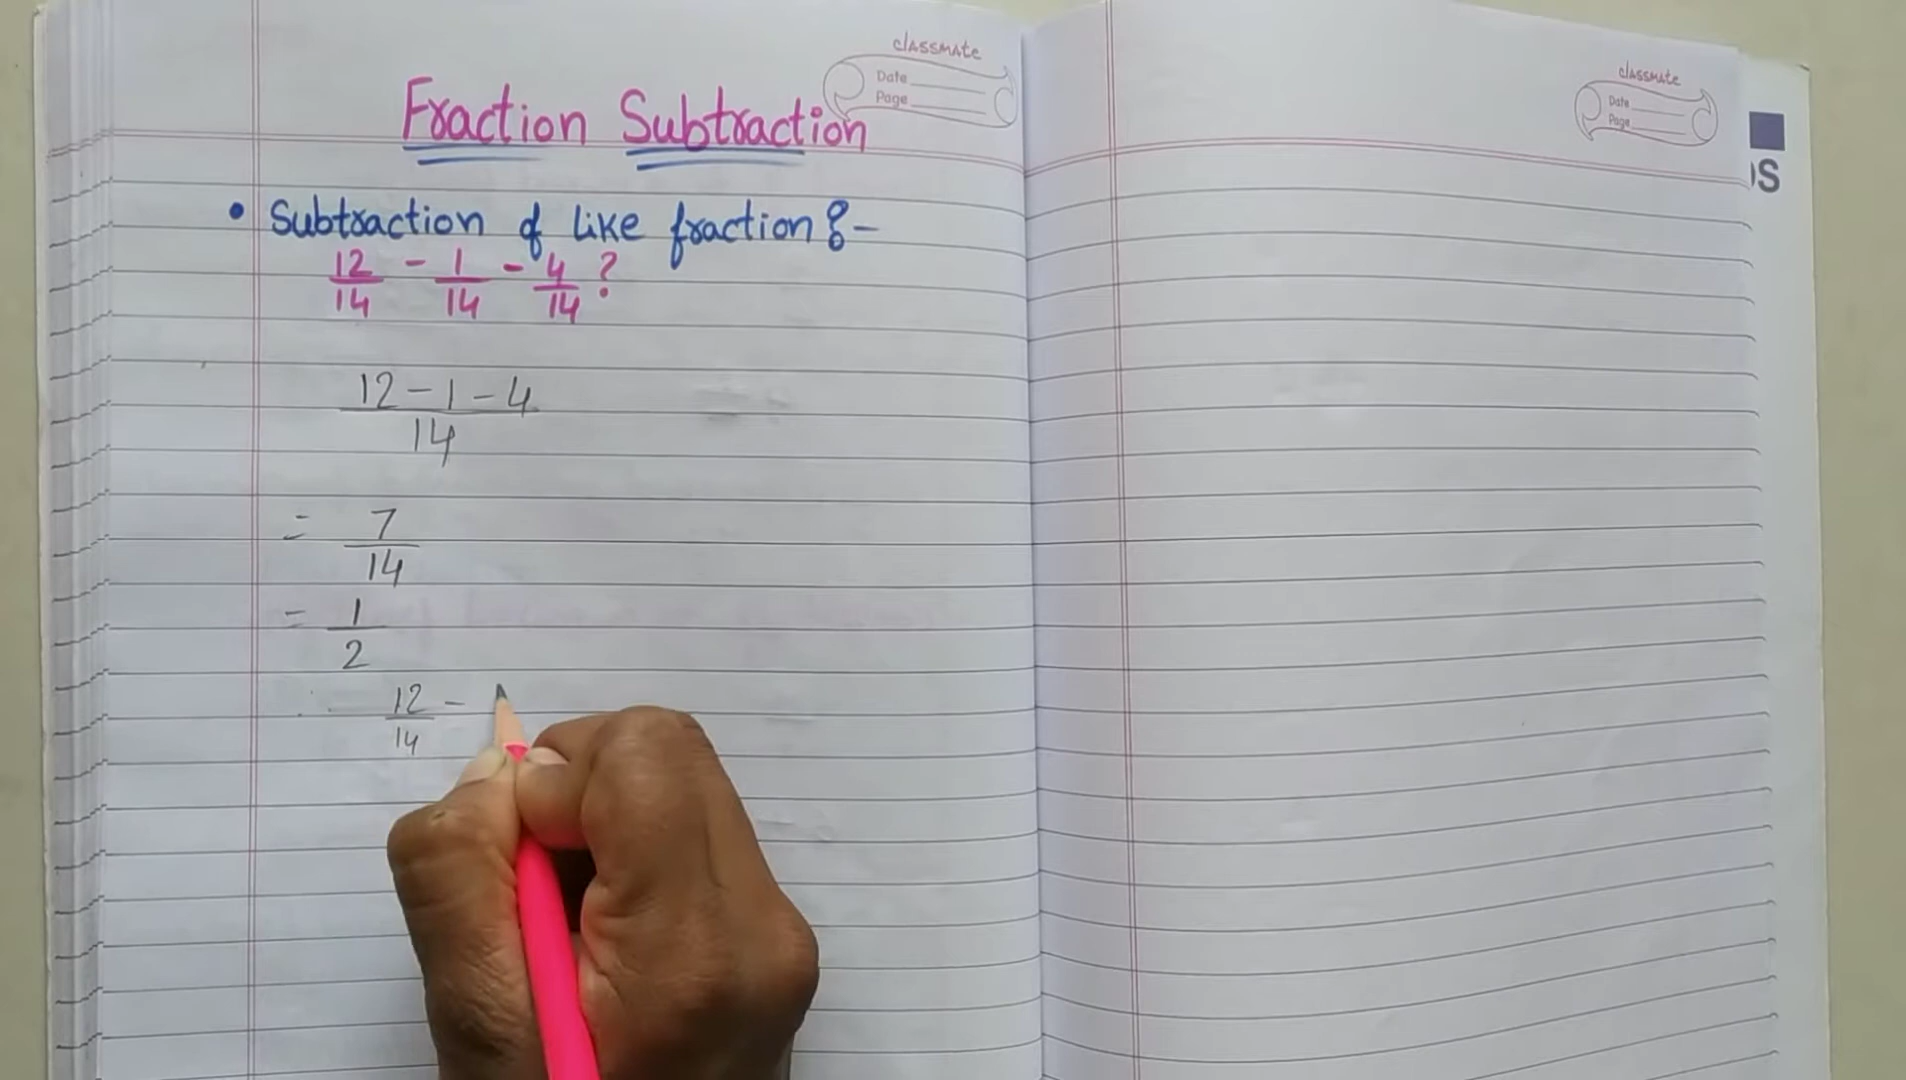 classmate
Date
Page
Fraction Subtraction
• Subtraction of like fraction :-
12/14 - 1/14 - 4/14 ?
12 - 1 - 4 / 14
= 7/14
= 1/2
12/14 -
classmate
Date
Page